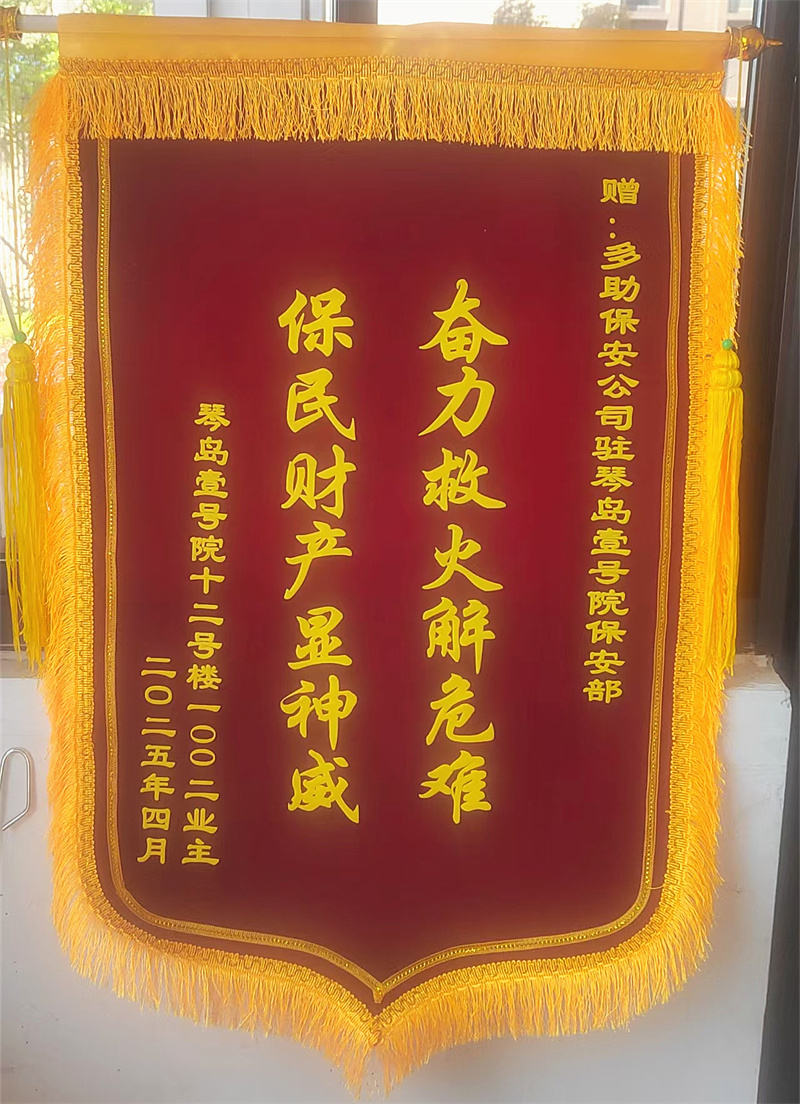 赠：多助保安公司驻琴岛壹号院保安部
奋力救火解危难
保民财产显神威
琴岛壹号院十二号楼一〇〇二业主
二〇二五年四月